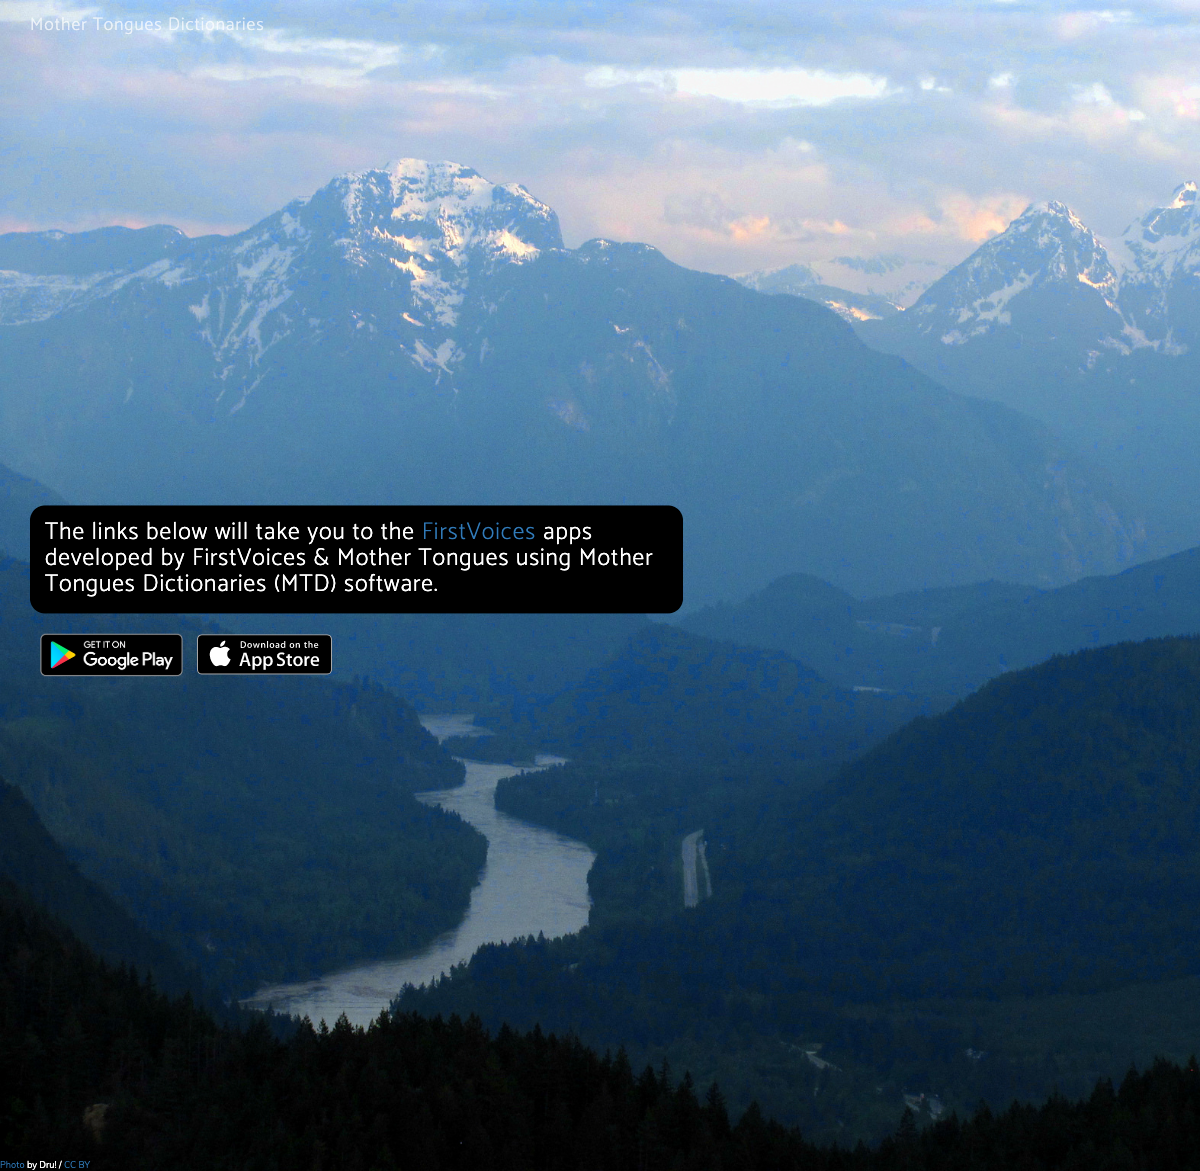 Mother Tongues Dictionaries
The links below will take you to the FirstVoices apps
developed by FirstVoices & Mother Tongues using Mother
Tongues Dictionaries (MTD) software.
GET IT ON
Google Play
Download on the
App Store
Photo by Dru! / CC BY